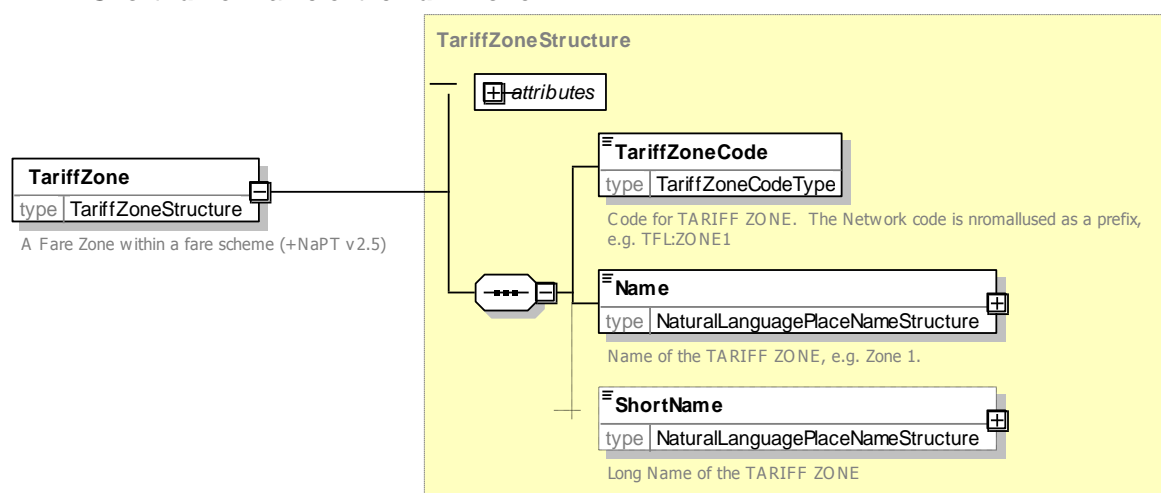 TariffZoneStructure
attributes
TariffZoneCode
type TariffZoneCodeType
Code for TARIFF ZONE. The Network code is nromallused as a prefix,
e.g. TFL:ZONE1
TariffZone
type TariffZoneStructure
A Fare Zone within a fare scheme (+NaPT v2.5)
Name
type NaturalLanguagePlaceNameStructure
Name of the TARIFF ZONE, e.g. Zone 1.
ShortName
type NaturalLanguagePlaceNameStructure
Long Name of the TARIFF ZONE